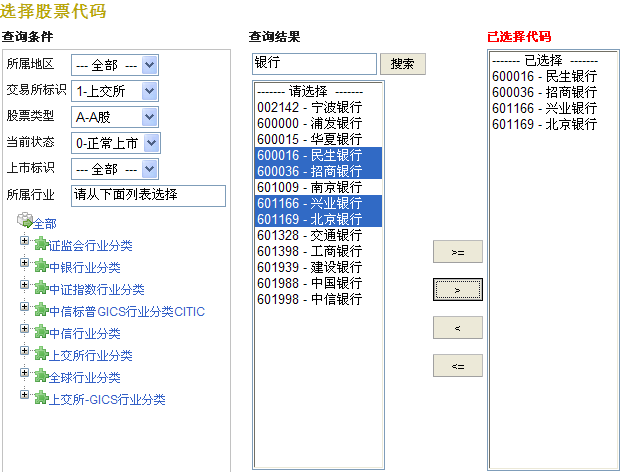 选择股票代码
查询条件
所属地区 --- 全部 ---
交易所标识 1-上交所
股票类型 A-A股
当前状态 0-正常上市
上市标识 --- 全部 ---
所属行业 请从下面列表选择
全部
证监会行业分类
中银行业分类
中证指数行业分类
中信标普GICS行业分类CITIC
中信行业分类
上交所行业分类
全球行业分类
上交所-GICS行业分类
查询结果
银行 搜索
------- 请选择 -------
002142 - 宁波银行
600000 - 浦发银行
600015 - 华夏银行
600016 - 民生银行
600036 - 招商银行
601009 - 南京银行
601166 - 兴业银行
601169 - 北京银行
601328 - 交通银行
601398 - 工商银行
601939 - 建设银行
601988 - 中国银行
601998 - 中信银行
>=
>
<
<=
已选择代码
------- 已选择 -------
600016 - 民生银行
600036 - 招商银行
601166 - 兴业银行
601169 - 北京银行